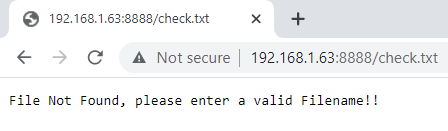 192.168.1.63:8888/check.txt
Not secure | 192.168.1.63:8888/check.txt
File Not Found, please enter a valid Filename!!